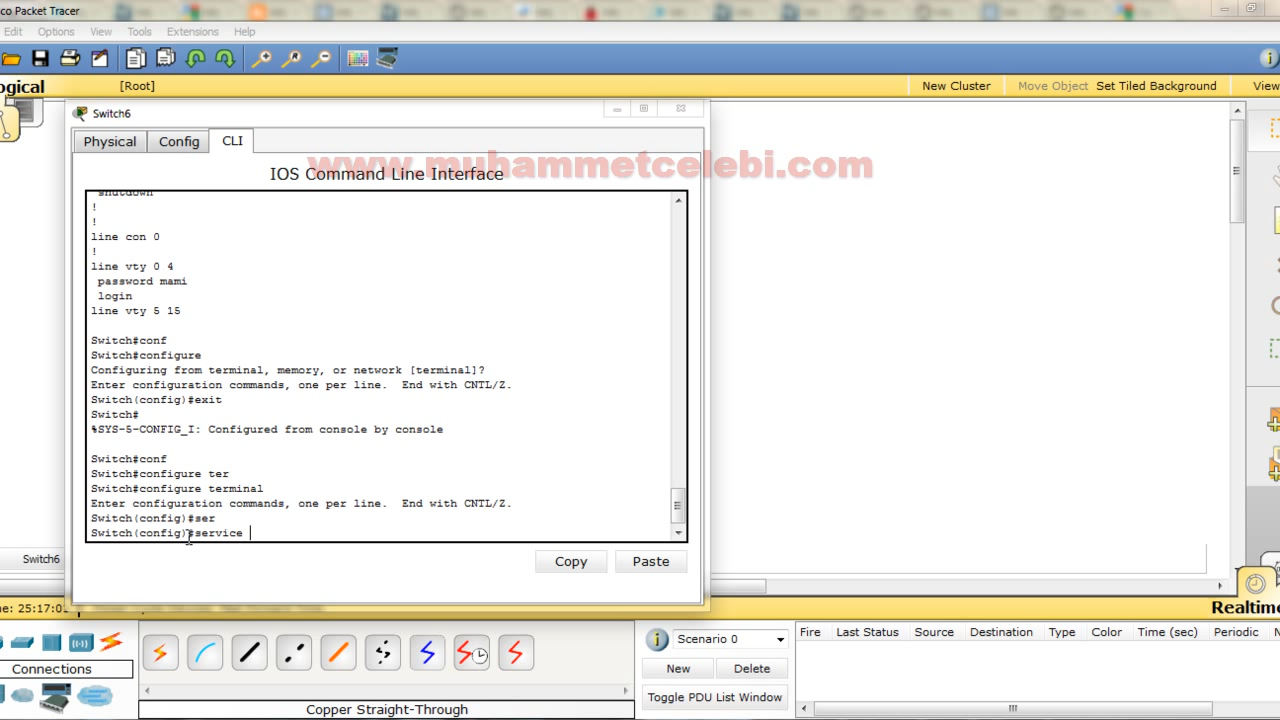 co Packet Tracer
Edit Options View Tools Extensions Help
ogical [Root] New Cluster Move Object Set Tiled Background View
Switch6
Physical Config CLI
www.muhammetcelebi.com
IOS Command Line Interface
shutdown
!
!
line con 0
!
line vty 0 4
password mami
login
line vty 5 15
Switch#conf
Switch#configure
Configuring from terminal, memory, or network [terminal]?
Enter configuration commands, one per line. End with CNTL/Z.
Switch(config)#exit
Switch#
%SYS-5-CONFIG_I: Configured from console by console
Switch#conf
Switch#configure ter
Switch#configure terminal
Enter configuration commands, one per line. End with CNTL/Z.
Switch(config)#ser
Switch(config)#service
Copy Paste
Switch6
ne: 25:17:01
Realtime
Scenario 0
Fire Last Status Source Destination Type Color Time (sec) Periodic N
Connections
New Delete
Toggle PDU List Window
Copper Straight-Through